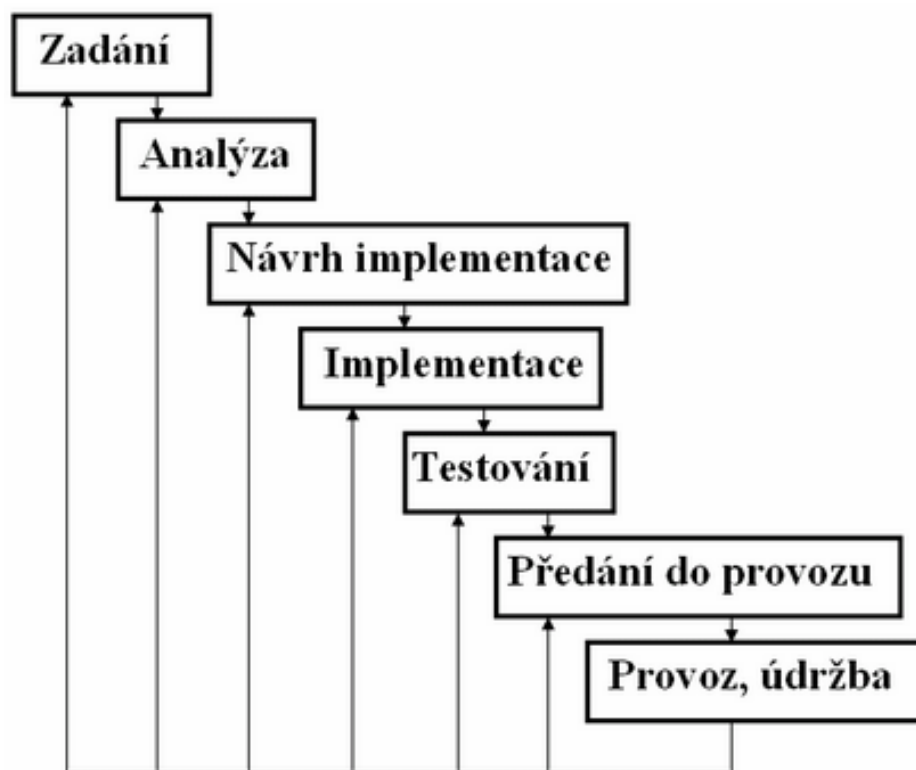 Zadání
Analýza
Návrh implementace
Implementace
Testování
Předání do provozu
Provoz, údržba